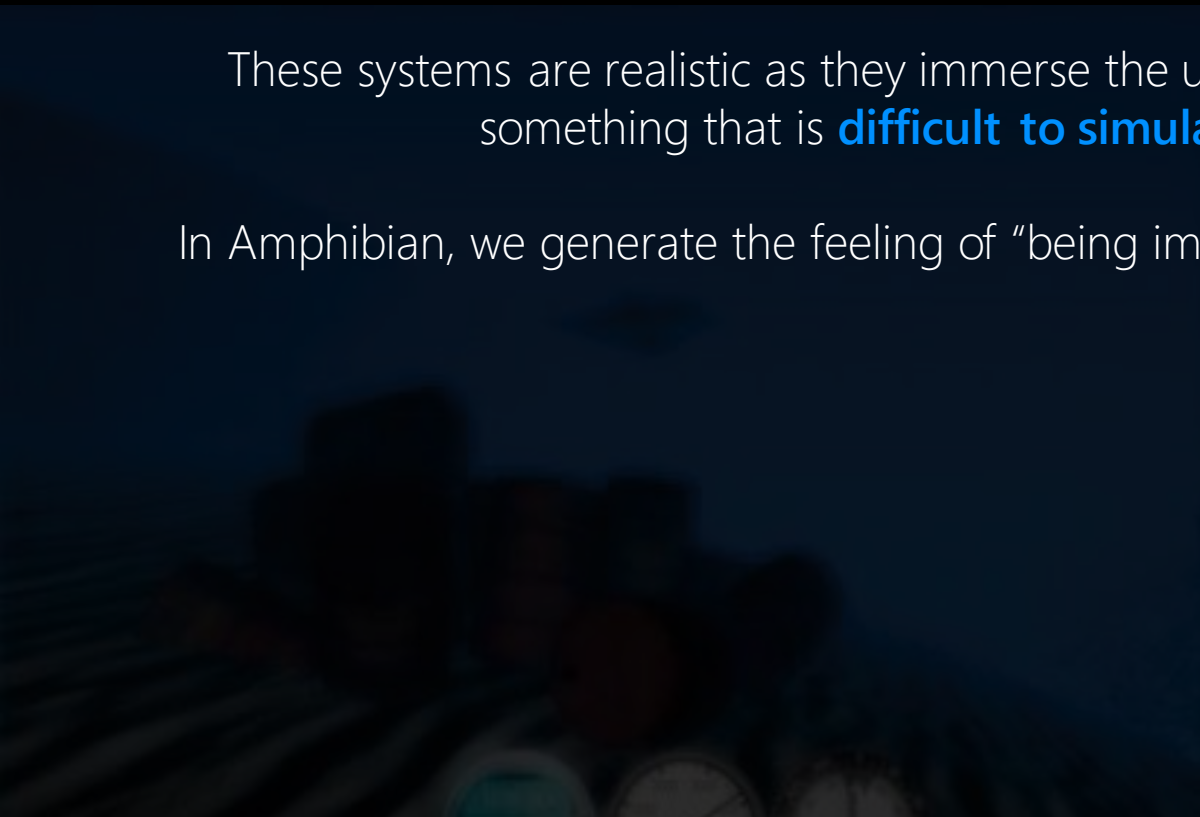 These systems are realistic as they immerse the
something that is difficult to
In Amphibian, we generate the feeling of “being